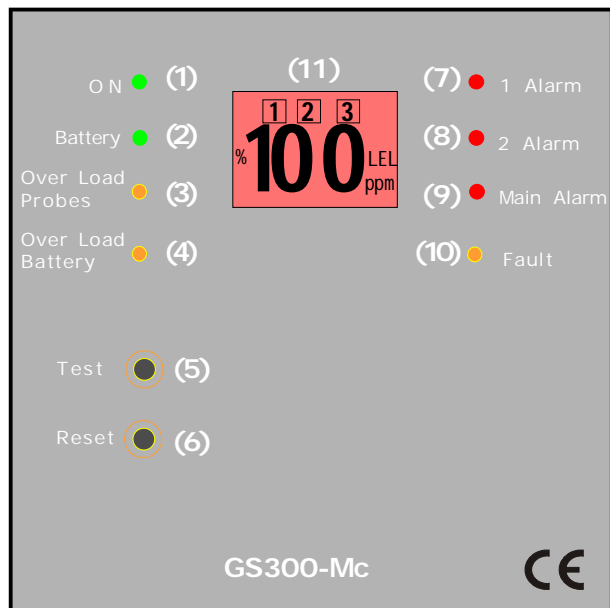 ON (1)
Battery (2)
Over Load
Probes (3)
Over Load
Battery (4)
Test (5)
Reset (6)
(11)
1 2 3
% 100 LEL
ppm
(7) 1 Alarm
(8) 2 Alarm
(9) Main Alarm
(10) Fault
GS300-Mc
CE